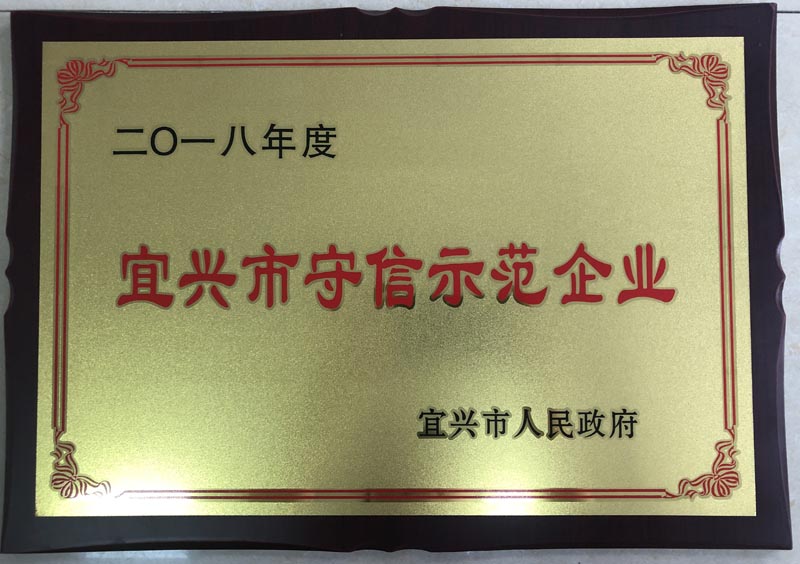 二〇一八年度
宜兴市守信示范企业
宜兴市人民政府